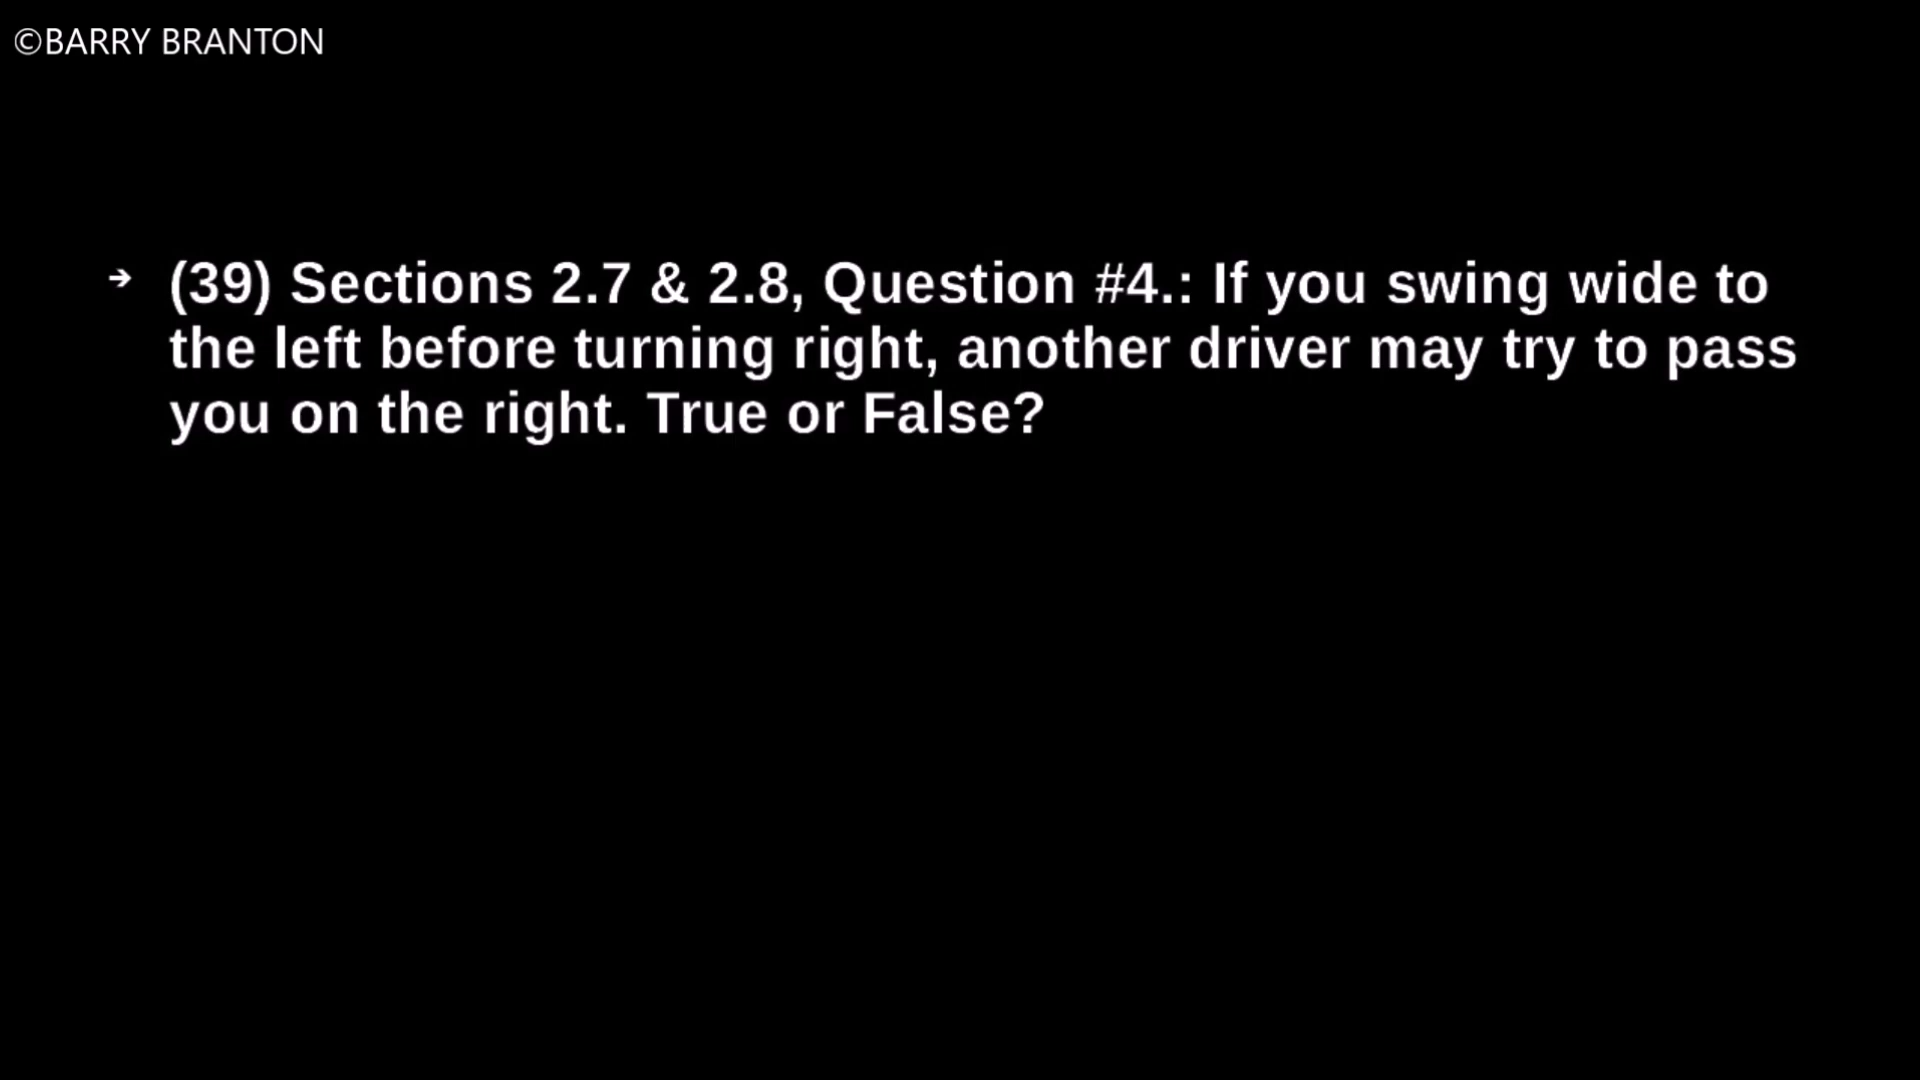 ©BARRY BRANTON
➔ (39) Sections 2.7 & 2.8, Question #4.: If you swing wide to
the left before turning right, another driver may try to pass
you on the right. True or False?